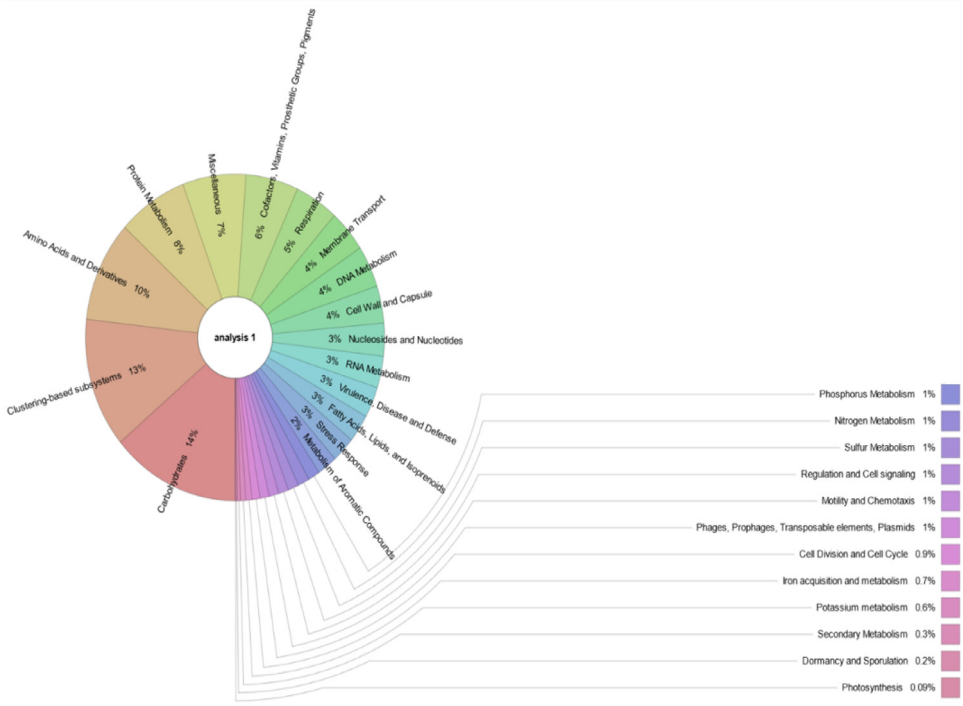 Cofactors, Vitamins, Prosthetic Groups, Pigments 6%
Miscellaneous 7%
Protein Metabolism 8%
Amino Acids and Derivatives 10%
Clustering-based subsystems 13%
Carbohydrates 14%
analysis 1
5% Respiration
4% Membrane Transport
4% DNA Metabolism
4% Cell Wall and Capsule
3% Nucleosides and Nucleotides
3% RNA Metabolism
3% Virulence, Disease and Defense
3% Fatty Acids, Lipids, and Isoprenoids
3% Stress Response
2% Metabolism of Aromatic Compounds
Phosphorus Metabolism 1%
Nitrogen Metabolism 1%
Sulfur Metabolism 1%
Regulation and Cell signaling 1%
Motility and Chemotaxis 1%
Phages, Prophages, Transposable elements, Plasmids 1%
Cell Division and Cell Cycle 0.9%
Iron acquisition and metabolism 0.7%
Potassium metabolism 0.6%
Secondary Metabolism 0.3%
Dormancy and Sporulation 0.2%
Photosynthesis 0.09%